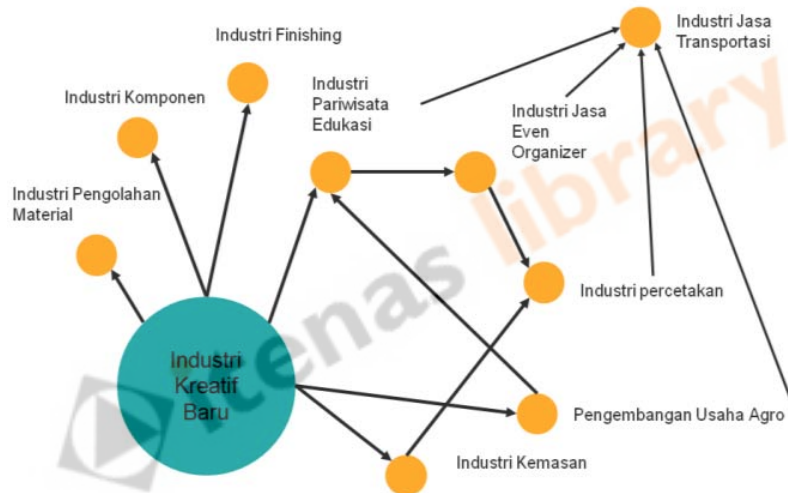 Industri Finishing
Industri Jasa
Transportasi
Industri
Pariwisata
Edukasi
Industri Komponen
Industri Jasa
Even
Organizer
Industri Pengolahan
Material
Industri percetakan
Industri
Kreatif
Baru
Pengembangan Usaha Agro
Industri Kemasan
itenas library